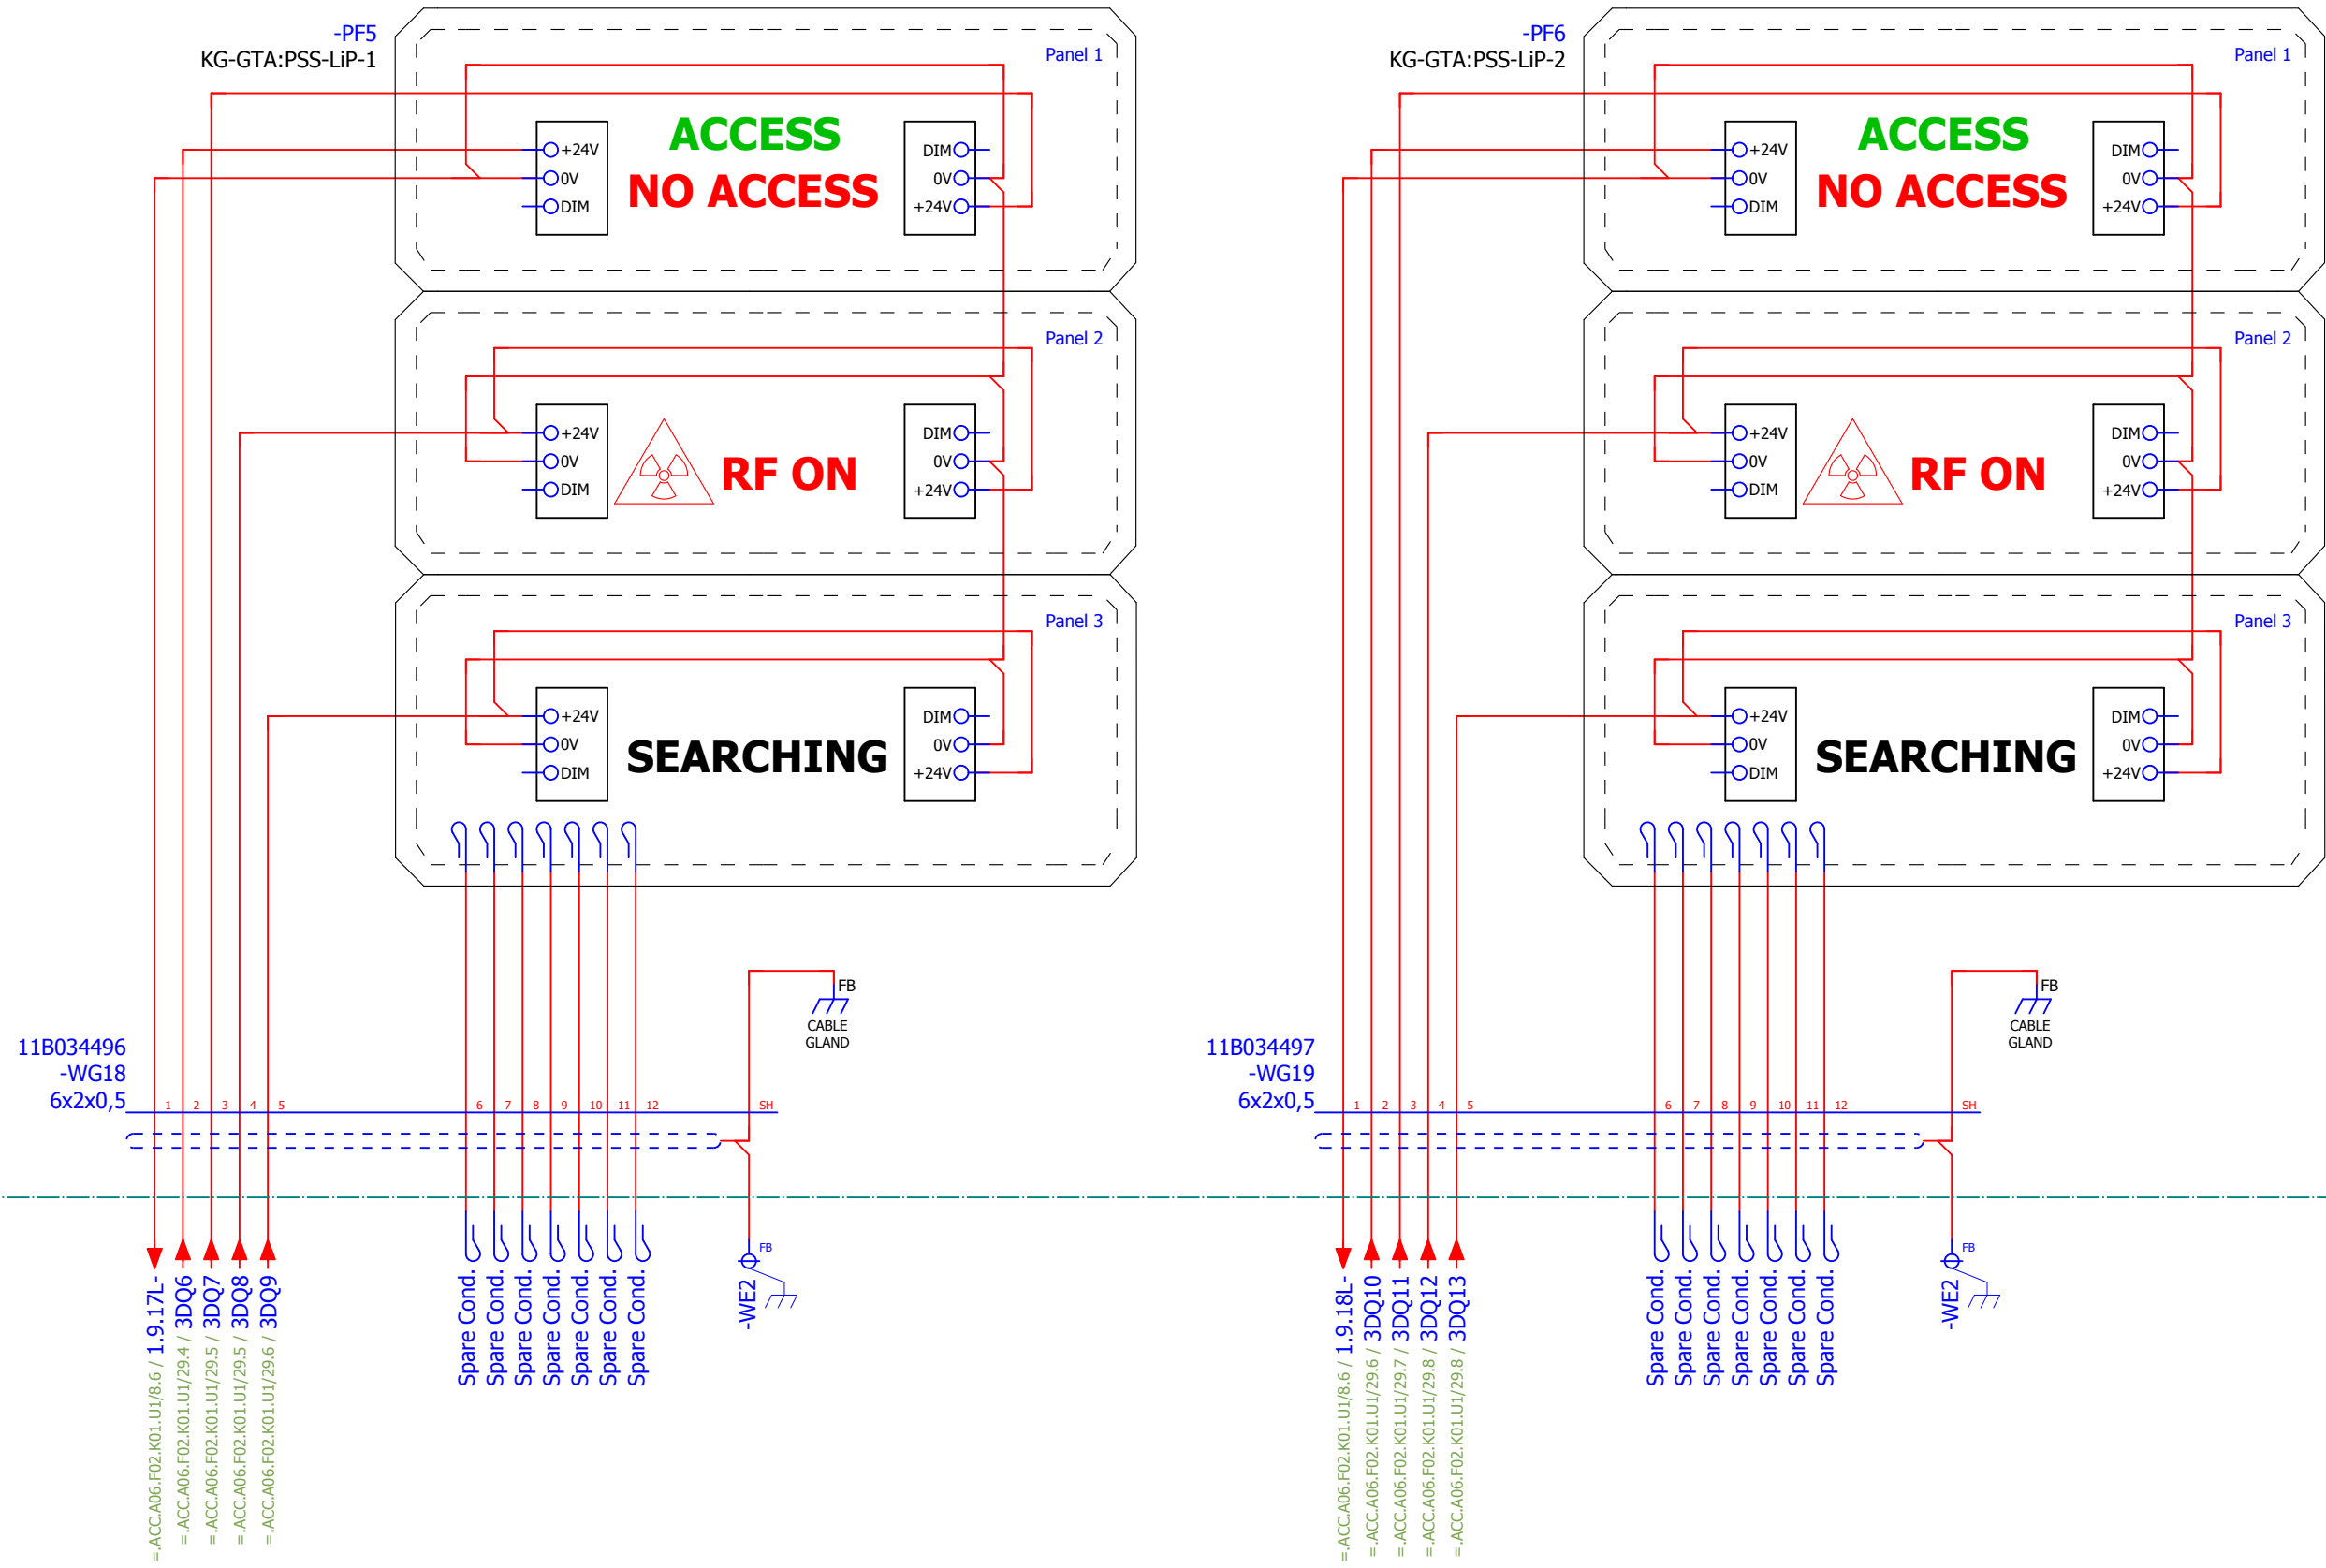 -PF5
KG-GTA:PSS-LiP-1
Panel 1
ACCESS
NO ACCESS
+24V
0V
DIM
DIM
0V
+24V
Panel 2
RF ON
+24V
0V
DIM
DIM
0V
+24V
Panel 3
SEARCHING
+24V
0V
DIM
DIM
0V
+24V
FB
CABLE
GLAND
11B034496
-WG18
6x2x0,5
1 2 3 4 5 6 7 8 9 10 11 12 SH
=.ACC.A06.F02.K01.U1/8.6 / 1.9.17L-
=.ACC.A06.F02.K01.U1/29.4 / 3DQ6
=.ACC.A06.F02.K01.U1/29.5 / 3DQ7
=.ACC.A06.F02.K01.U1/29.5 / 3DQ8
=.ACC.A06.F02.K01.U1/29.6 / 3DQ9
Spare Cond.
Spare Cond.
Spare Cond.
Spare Cond.
Spare Cond.
Spare Cond.
Spare Cond.
-WE2
FB
-PF6
KG-GTA:PSS-LiP-2
Panel 1
ACCESS
NO ACCESS
+24V
0V
DIM
DIM
0V
+24V
Panel 2
RF ON
+24V
0V
DIM
DIM
0V
+24V
Panel 3
SEARCHING
+24V
0V
DIM
DIM
0V
+24V
FB
CABLE
GLAND
11B034497
-WG19
6x2x0,5
1 2 3 4 5 6 7 8 9 10 11 12 SH
=.ACC.A06.F02.K01.U1/8.6 / 1.9.18L-
=.ACC.A06.F02.K01.U1/29.6 / 3DQ10
=.ACC.A06.F02.K01.U1/29.7 / 3DQ11
=.ACC.A06.F02.K01.U1/29.8 / 3DQ12
=.ACC.A06.F02.K01.U1/29.8 / 3DQ13
Spare Cond.
Spare Cond.
Spare Cond.
Spare Cond.
Spare Cond.
Spare Cond.
Spare Cond.
-WE2
FB